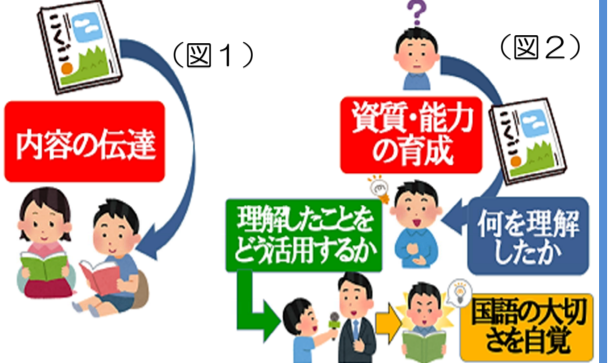 こくご
（図１）
内容の伝達
？
（図２）
資質・能力
の育成
こくご
何を理解
したか
理解したことを
どう活用するか
国語の大切
さを自覚